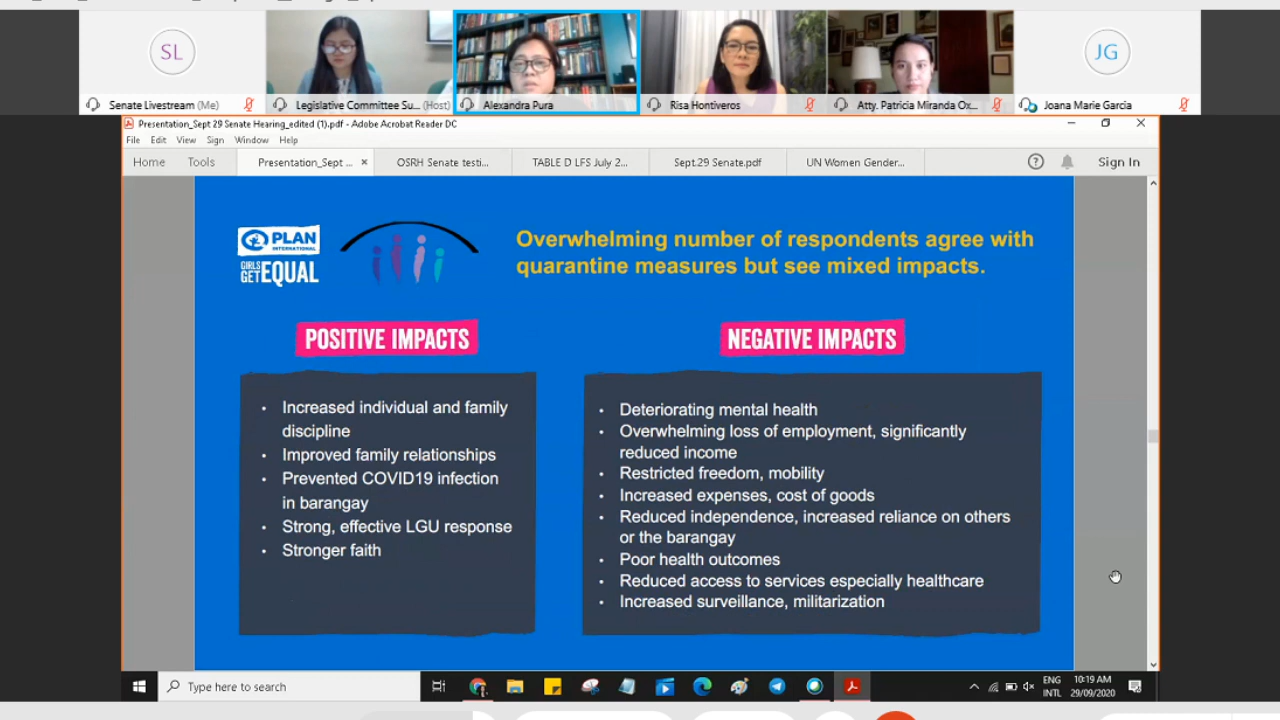 SL
JG
Senate Livestream (Me)
Legislative Committee Su... (Host)
Alexandra Pura
Risa Hontiveros
Atty. Patricia Miranda Ox...
Joana Marie Garcia
Presentation_Sept 29 Senate Hearing_edited (1).pdf - Adobe Acrobat Reader DC
File Edit View Sign Window Help
Home Tools Presentation_Sept ... × OSRH Senate testi... TABLE D LFS July 2... Sept.29 Senate.pdf UN Women Gender... Sign In
PLAN
INTERNATIONAL
GIRLS
GET EQUAL
Overwhelming number of respondents agree with
quarantine measures but see mixed impacts.
POSITIVE IMPACTS
• Increased individual and family
discipline
• Improved family relationships
• Prevented COVID19 infection
in barangay
• Strong, effective LGU response
• Stronger faith
NEGATIVE IMPACTS
• Deteriorating mental health
• Overwhelming loss of employment, significantly
reduced income
• Restricted freedom, mobility
• Increased expenses, cost of goods
• Reduced independence, increased reliance on others
or the barangay
• Poor health outcomes
• Reduced access to services especially healthcare
• Increased surveillance, militarization
Type here to search
ENG
INTL
10:19 AM
29/09/2020